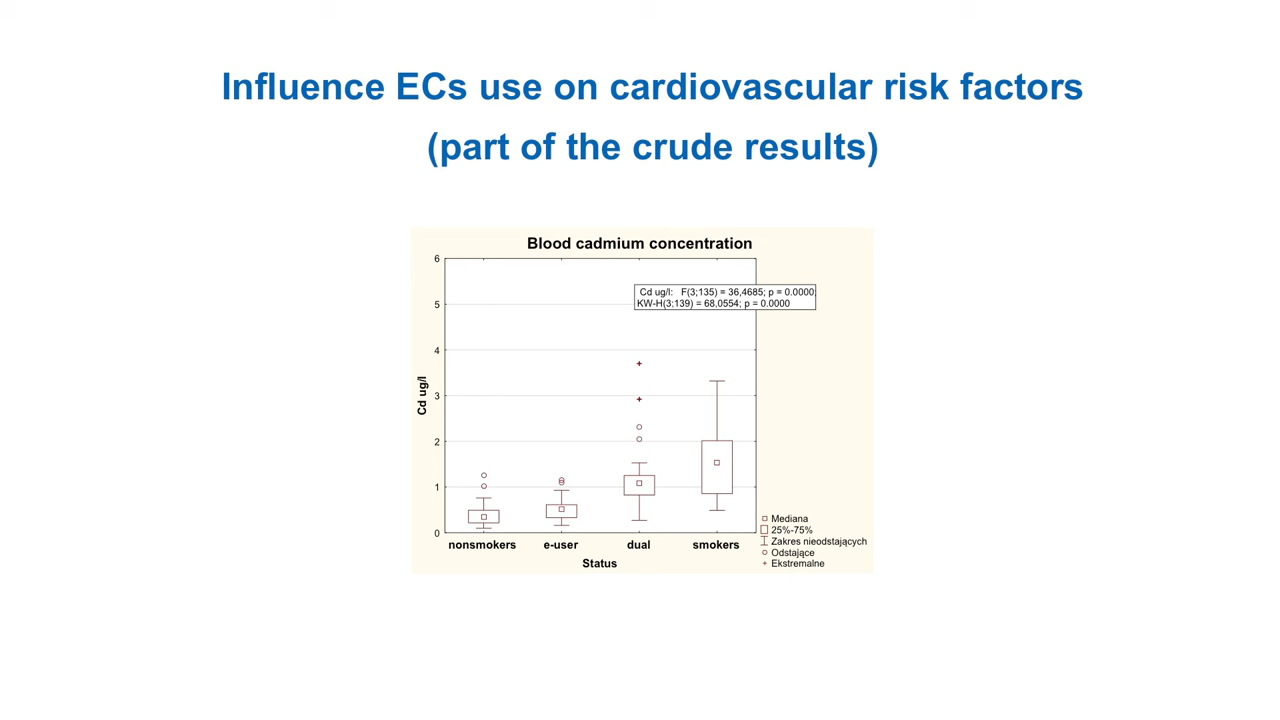 Influence ECs use on cardiovascular risk factors
(part of the crude results)
Blood cadmium concentration
Cd ug/l: F(3;135) = 36,4685; p = 0.0000;
KW-H(3;139) = 68,0554; p = 0.0000
6
5
4
3
2
1
0
Cd ug/l
nonsmokers e-user dual smokers
Status
Mediana
25%-75%
Zakres nieodstających
Odstające
Ekstremalne